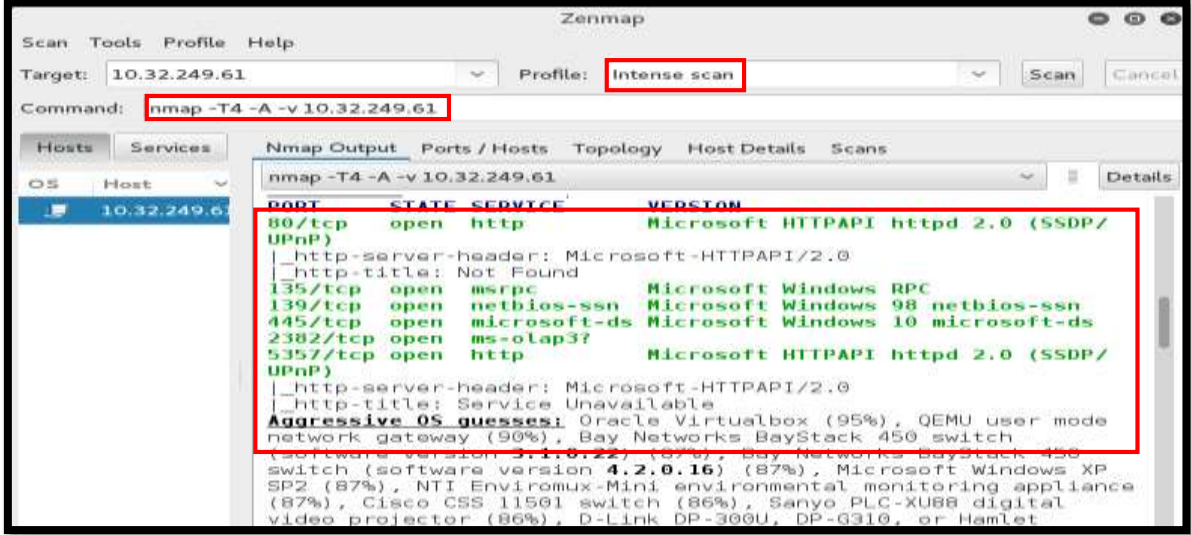 Zenmap
Scan Tools Profile Help
Target: 10.32.249.61 Profile: Intense scan Scan Cancel
Command: nmap -T4 -A -v 10.32.249.61
Hosts Services Nmap Output Ports / Hosts Topology Host Details Scans
OS Host nmap -T4 -A -v 10.32.249.61 Details
10.32.249.61
PORT STATE SERVICE VERSION
80/tcp open http Microsoft HTTPAPI httpd 2.0 (SSDP/
UPnP)
|_http-server-header: Microsoft-HTTPAPI/2.0
|_http-title: Not Found
135/tcp open msrpc Microsoft Windows RPC
139/tcp open netbios-ssn Microsoft Windows 98 netbios-ssn
445/tcp open microsoft-ds Microsoft Windows 10 microsoft-ds
2382/tcp open ms-olap3?
5357/tcp open http Microsoft HTTPAPI httpd 2.0 (SSDP/
UPnP)
|_http-server-header: Microsoft-HTTPAPI/2.0
|_http-title: Service Unavailable
Aggressive OS guesses: Oracle Virtualbox (95%), QEMU user mode
network gateway (90%), Bay Networks BayStack 450 switch
(software version 3.1.0.22) (87%), Bay Networks BayStack 450
switch (software version 4.2.0.16) (87%), Microsoft Windows XP
SP2 (87%), NTI Enviromux-Mini environmental monitoring appliance
(87%), Cisco CSS 11501 switch (86%), Sanyo PLC-XU88 digital
video projector (86%), D-Link DP-300U, DP-G310, or Hamlet